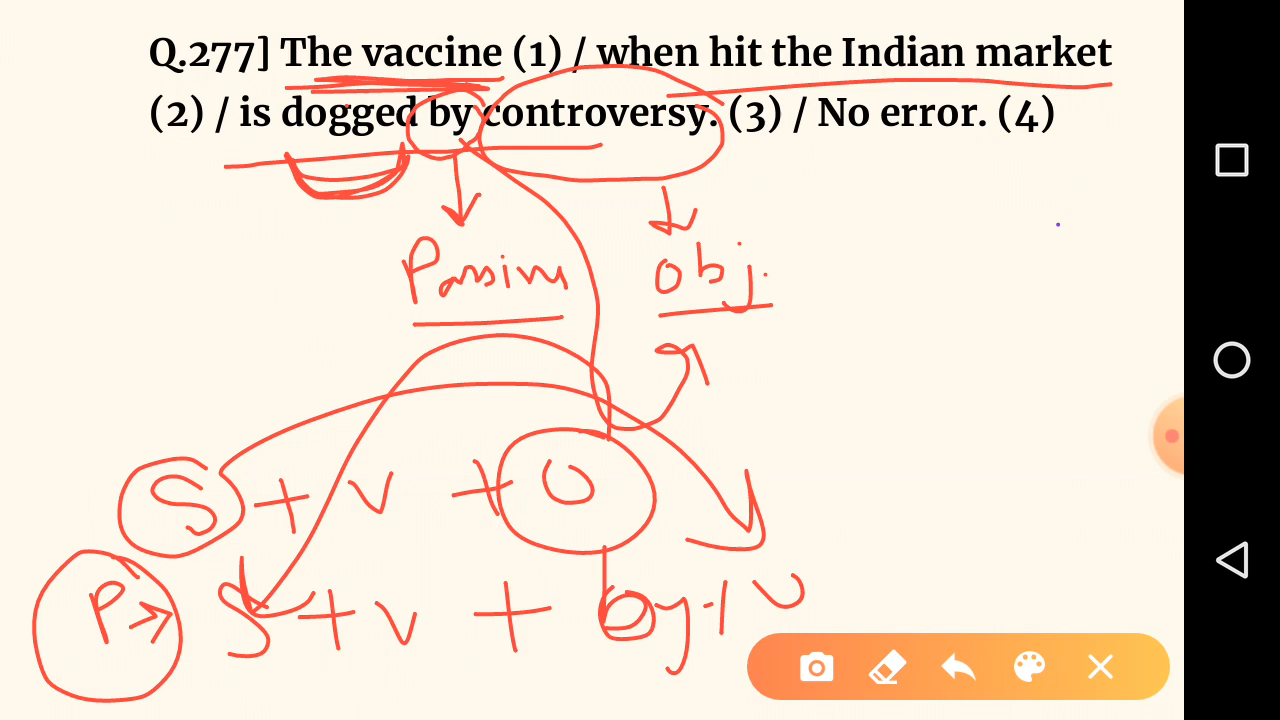 Q.277] The vaccine (1) / when hit the Indian market
(2) / is dogged by controversy. (3) / No error. (4)
Passive
obj.
S + v + O
P → S + v + by + O